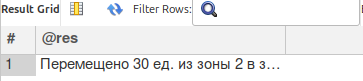 Result Grid Filter Rows:
# @res
1 Перемещено 30 ед. из зоны 2 в з…